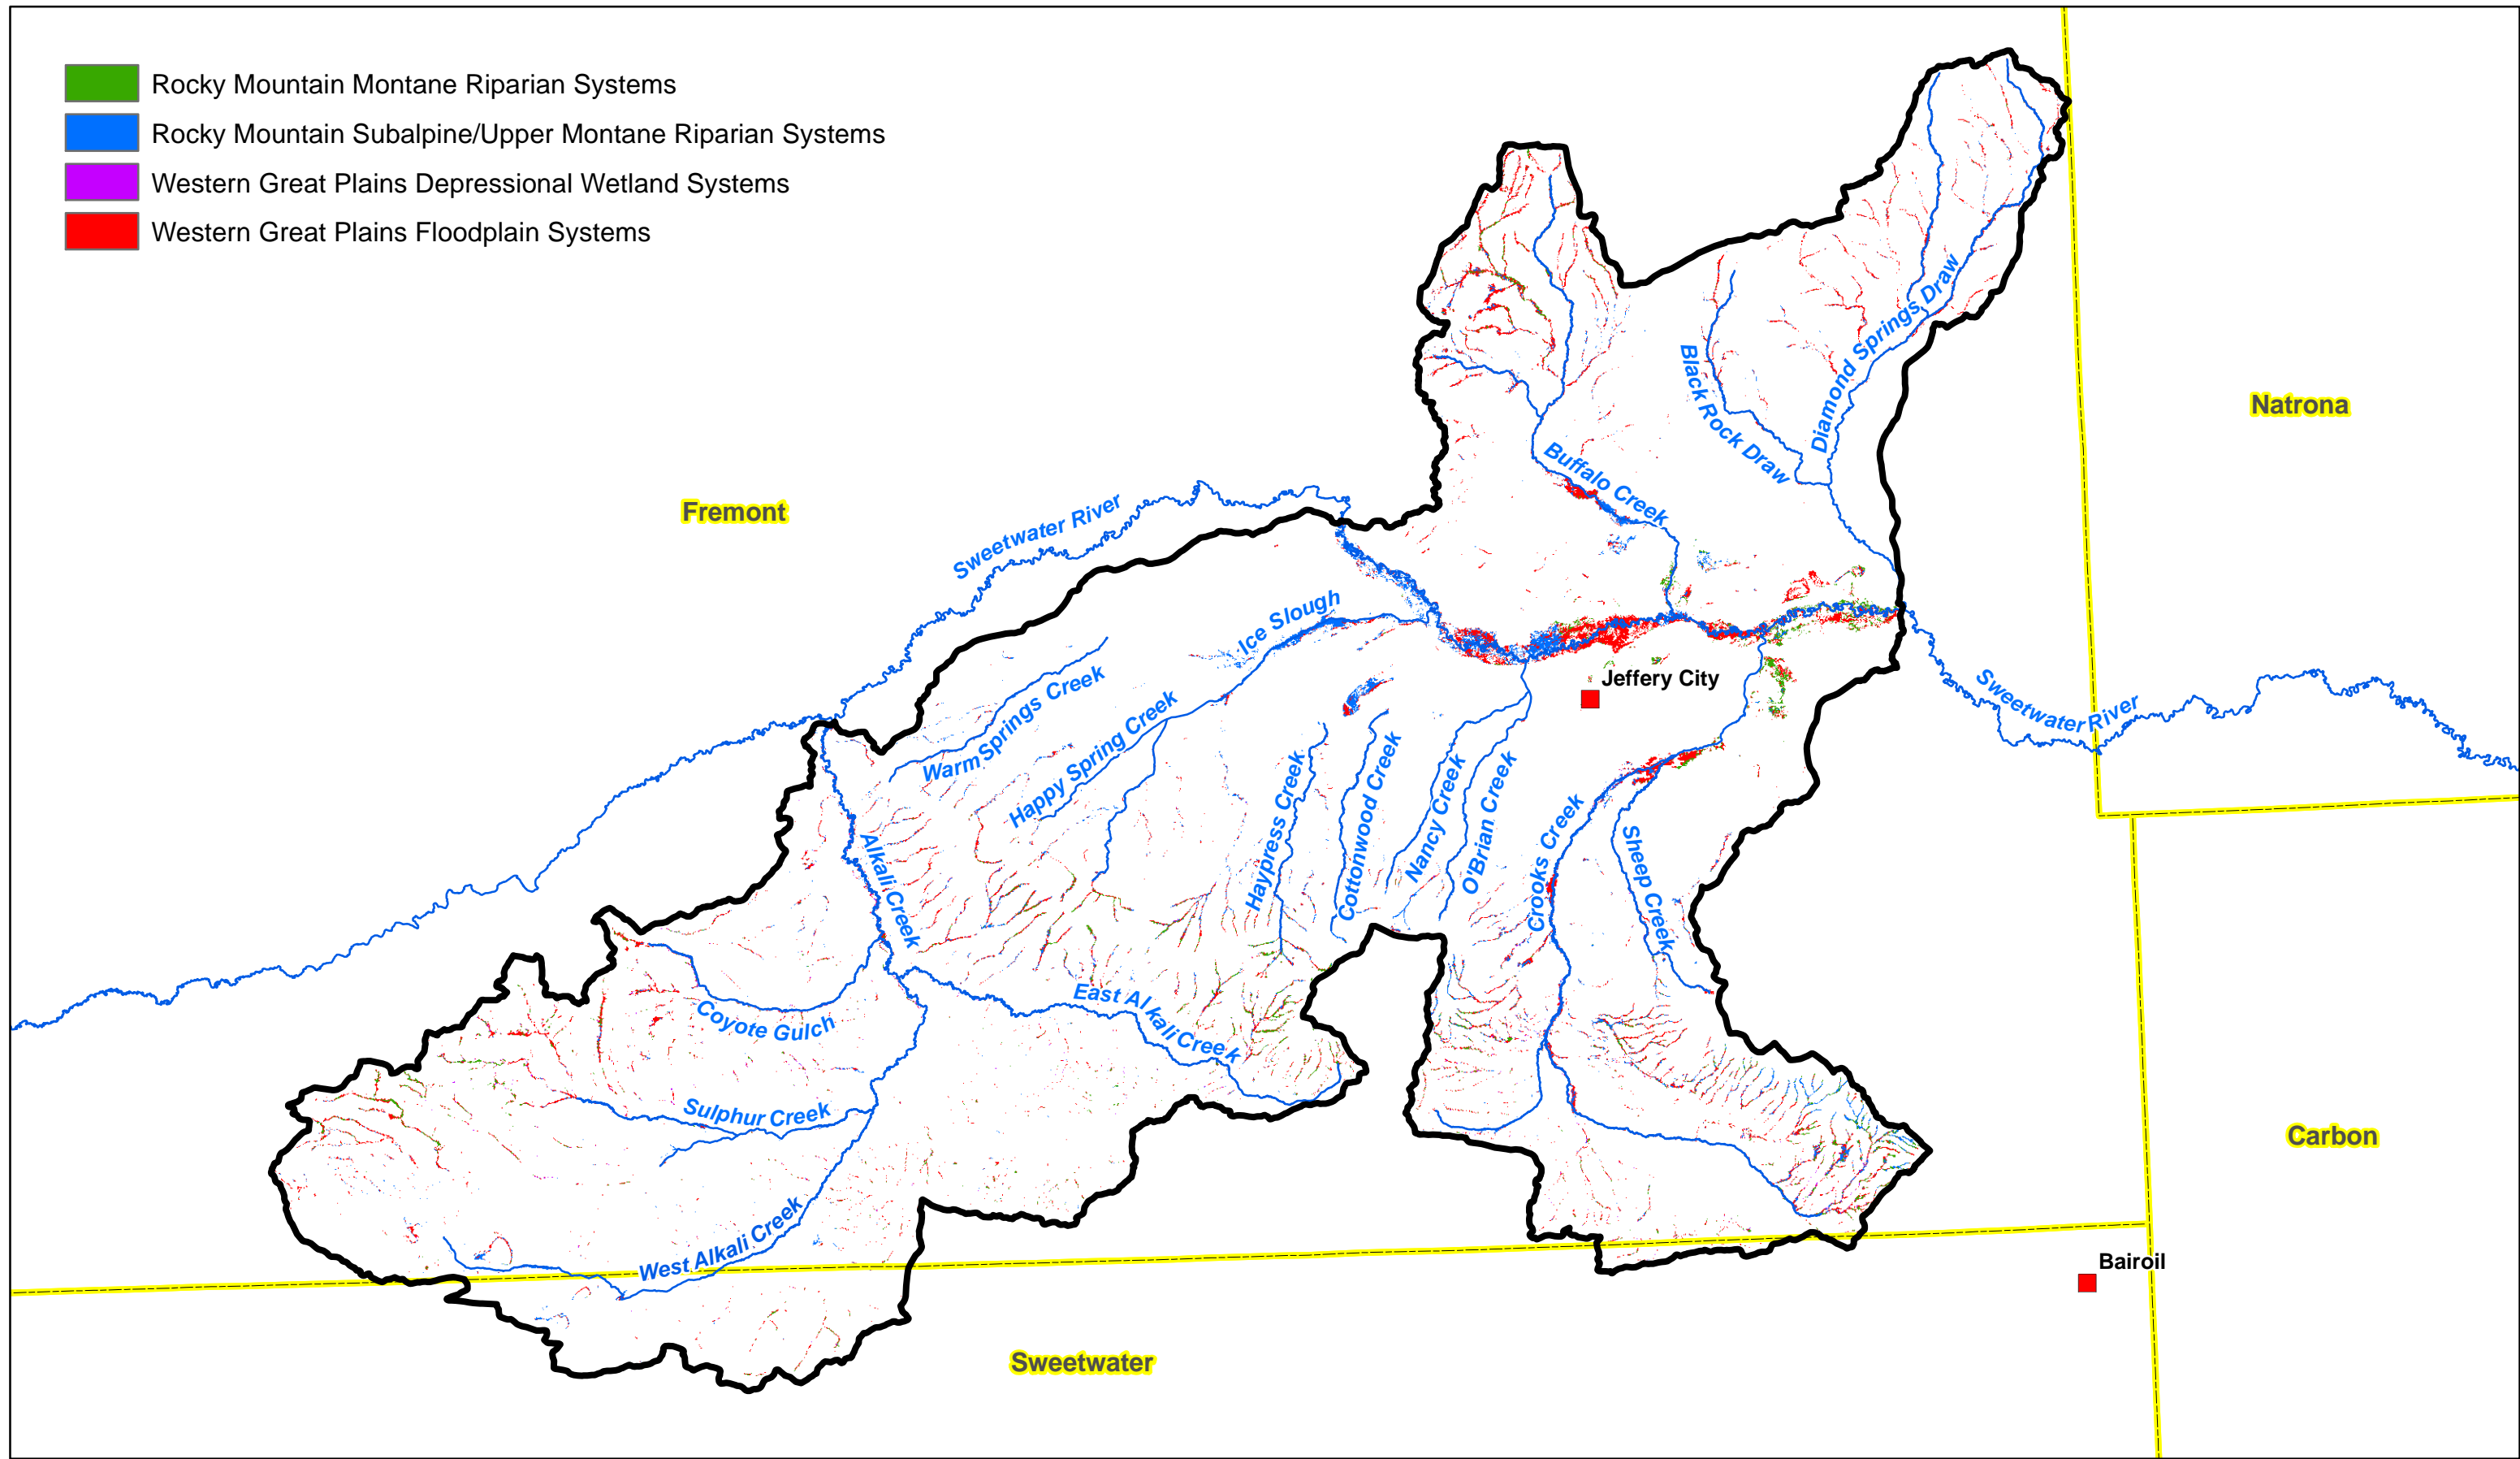 Rocky Mountain Montane Riparian Systems
Rocky Mountain Subalpine/Upper Montane Riparian Systems
Western Great Plains Depressional Wetland Systems
Western Great Plains Floodplain Systems
Natrona
Diamond Springs Draw
Black Rock Draw
Buffalo Creek
Fremont
Sweetwater River
Ice Slough
Jeffery City
Sweetwater River
Warm Springs Creek
Happy Spring Creek
Haypress Creek
Cottonwood Creek
Nancy Creek
O'Brian Creek
Crooks Creek
Sheep Creek
Alkali Creek
East Alkali Creek
Coyote Gulch
Sulphur Creek
Carbon
West Alkali Creek
Bairoil
Sweetwater